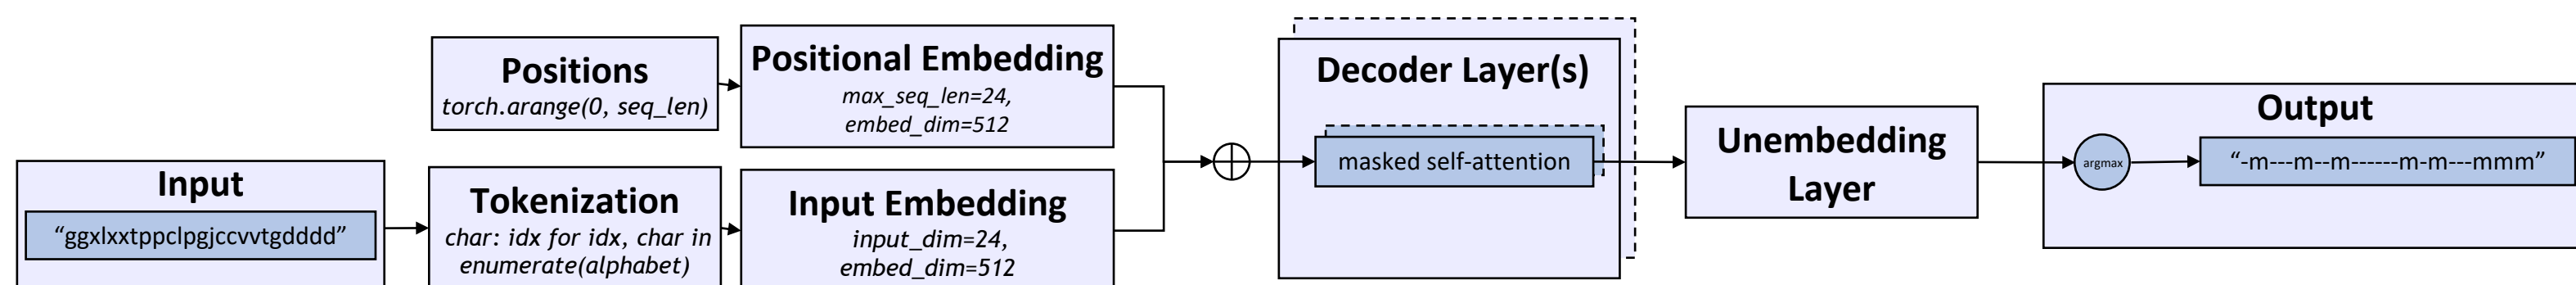 Input
“ggxlxxtppclpgjccvvtgdddd”
Positions
torch.arange(0, seq_len)
Tokenization
char: idx for idx, char in
enumerate(alphabet)
Positional Embedding
max_seq_len=24,
embed_dim=512
Input Embedding
input_dim=24,
embed_dim=512
Decoder Layer(s)
masked self-attention
Unembedding
Layer
Output
argmax
“-m---m--m------m-m---mmm”